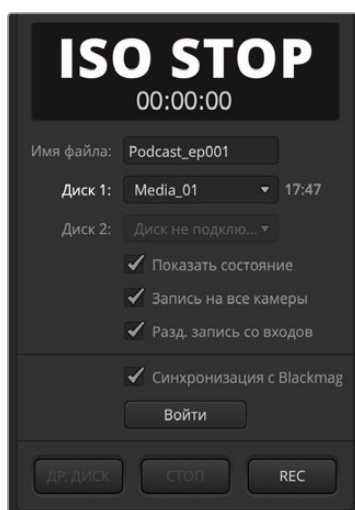 ISO STOP
00:00:00
Имя файла: Podcast_ep001
Диск 1: Media_01 17:47
Диск 2: Диск не подклю...
Показать состояние
Запись на все камеры
Разд. запись со входов
Синхронизация с Blackmag
Войти
ДР. ДИСК СТОП REC